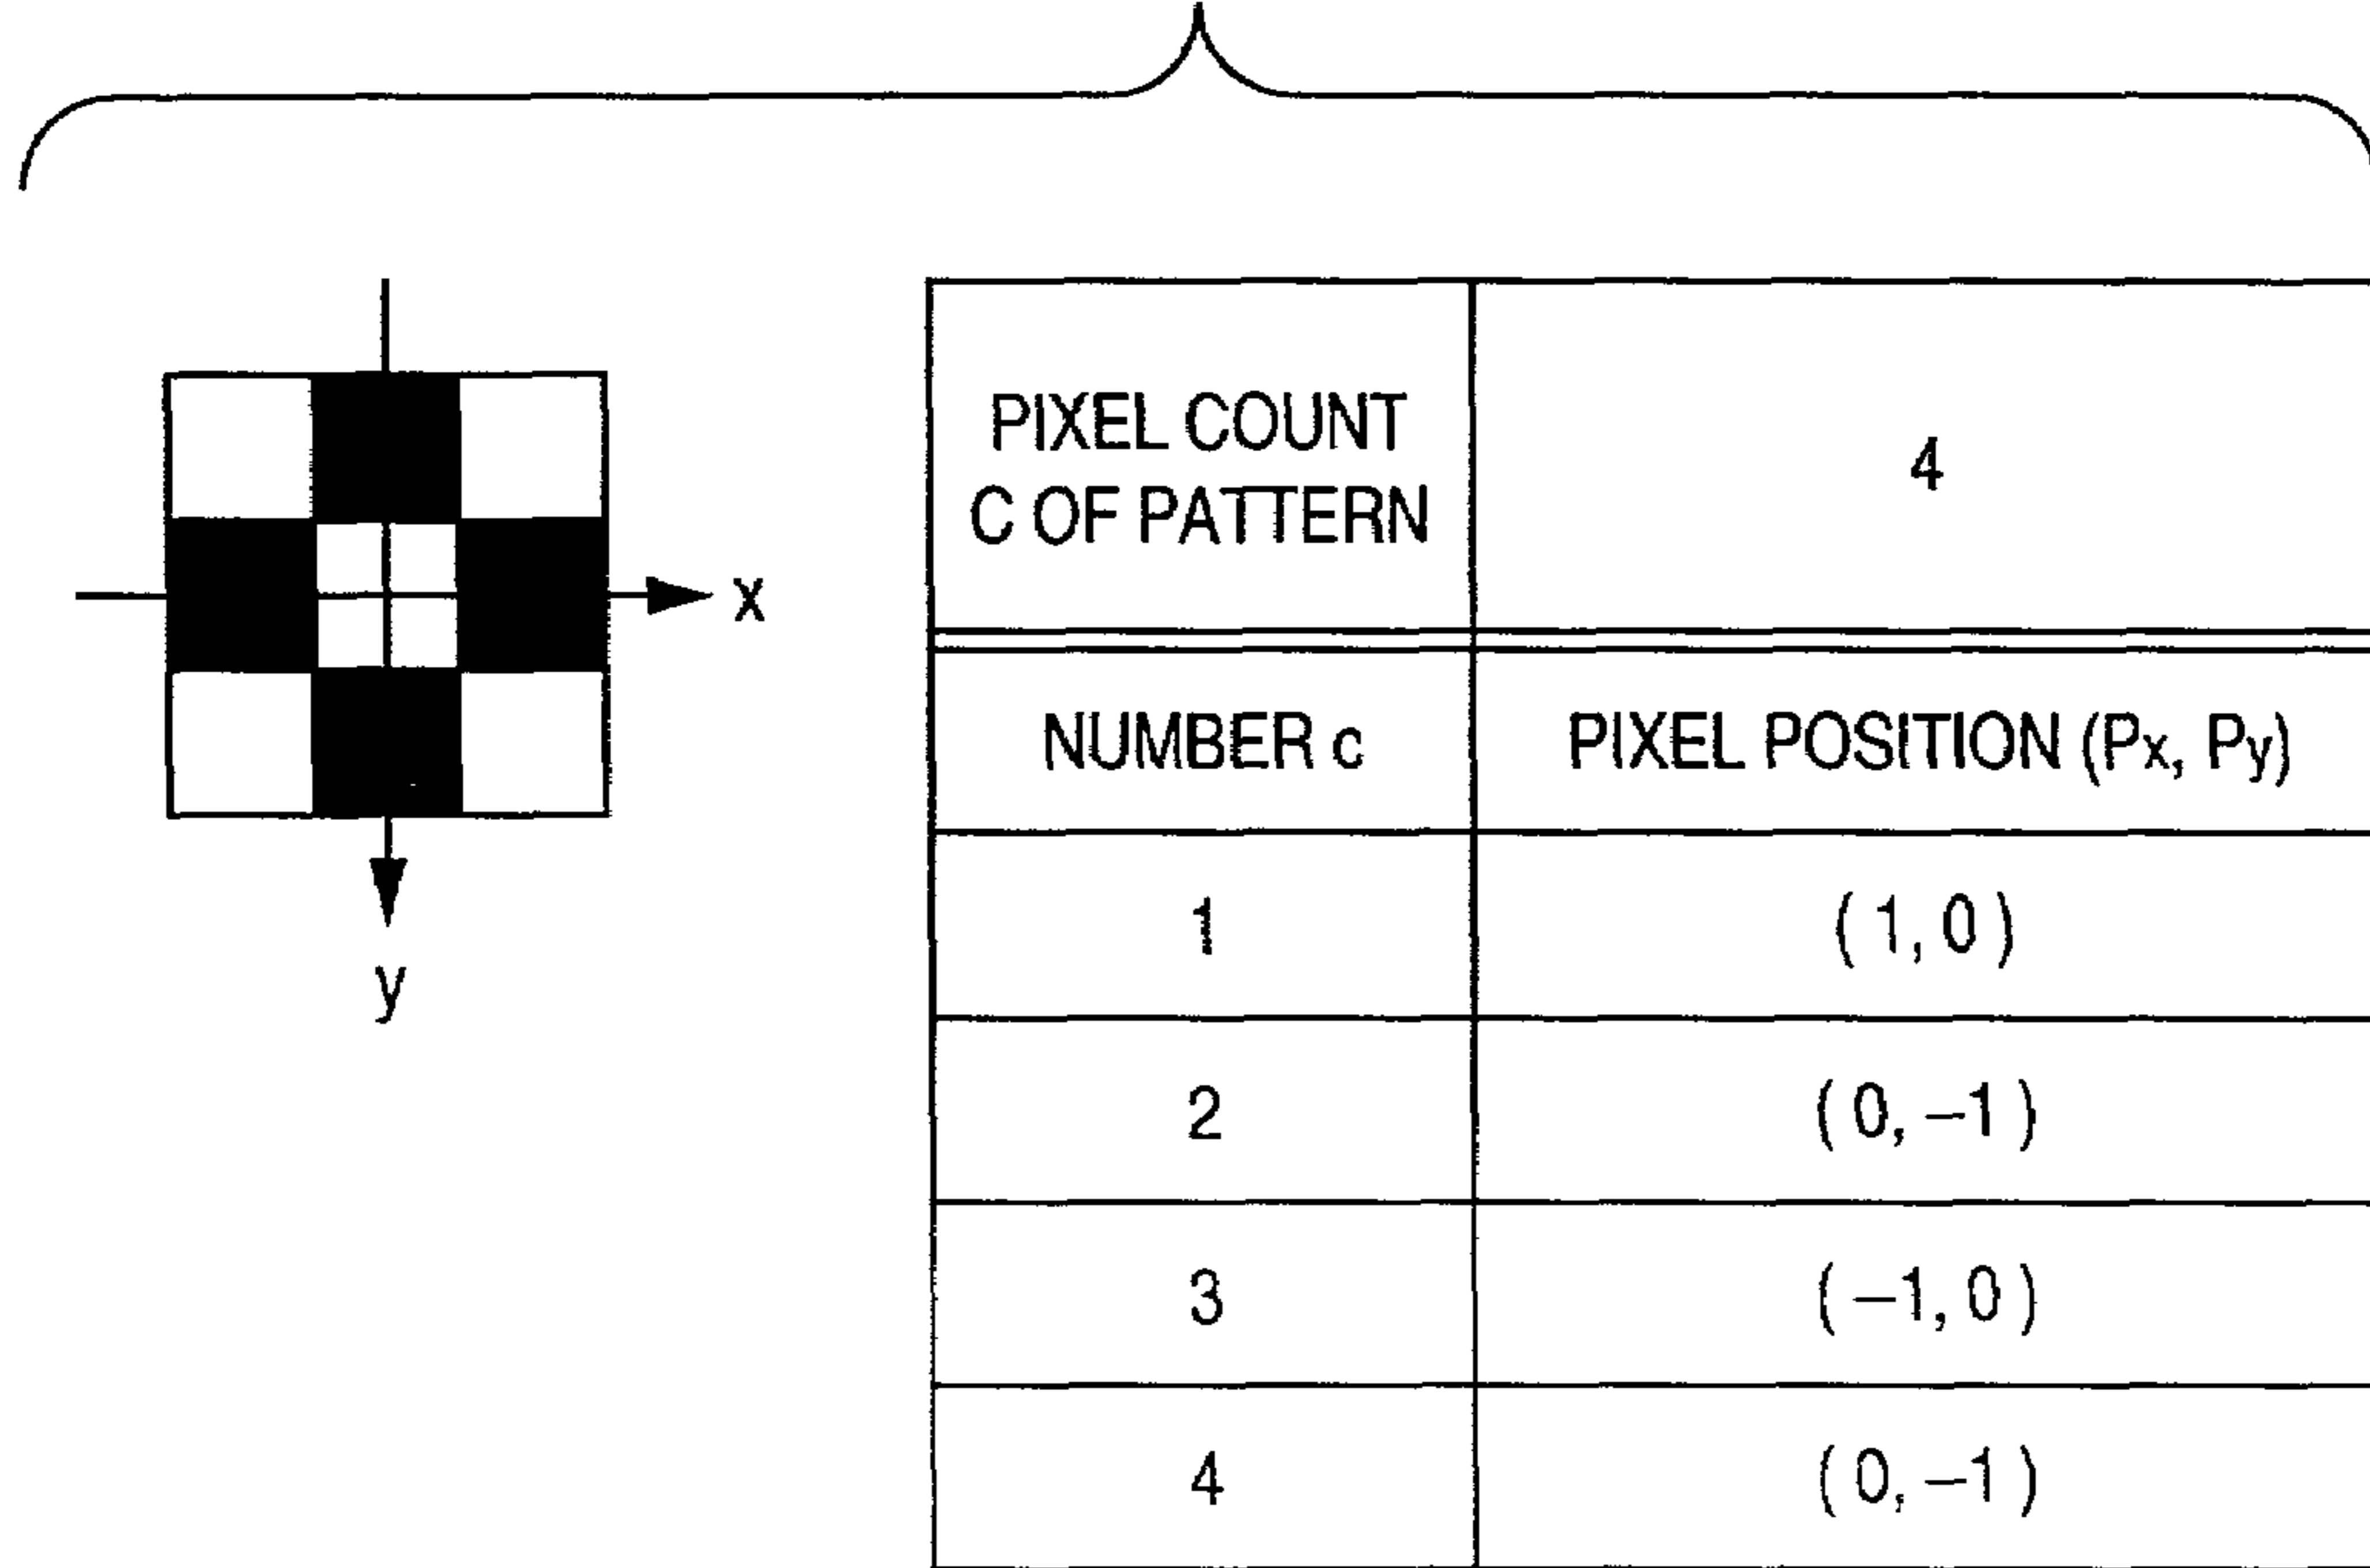 x
y
PIXEL COUNT
C OF PATTERN
4
NUMBER c
PIXEL POSITION (Px, Py)
1
( 1, 0 )
2
( 0, –1 )
3
( –1, 0 )
4
( 0, –1 )